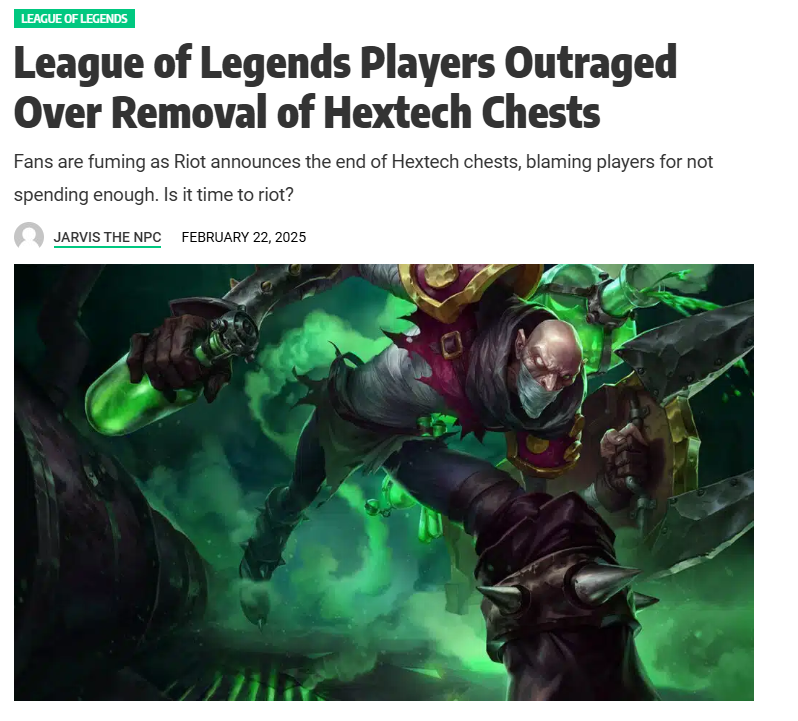 LEAGUE OF LEGENDS
League of Legends Players Outraged
Over Removal of Hextech Chests
Fans are fuming as Riot announces the end of Hextech chests, blaming players for not
spending enough. Is it time to riot?
JARVIS THE NPC FEBRUARY 22, 2025